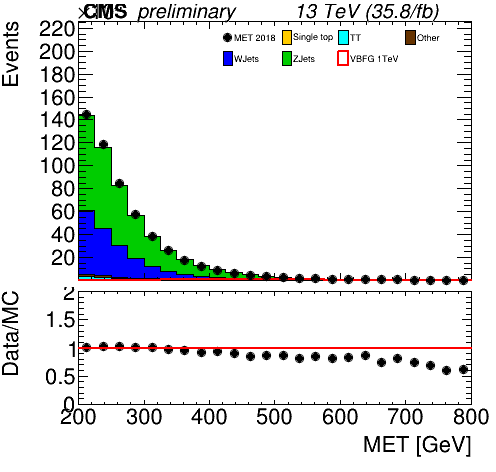 CMS preliminary 13 TeV (35.8/fb)
Events
220
200
180
160
140
120
100
80
60
40
20
MET 2018 Single top TT Other
WJets ZJets VBFG 1TeV
Data/MC
2
1.5
1
0.5
0
200 300 400 500 600 700 800
MET [GeV]